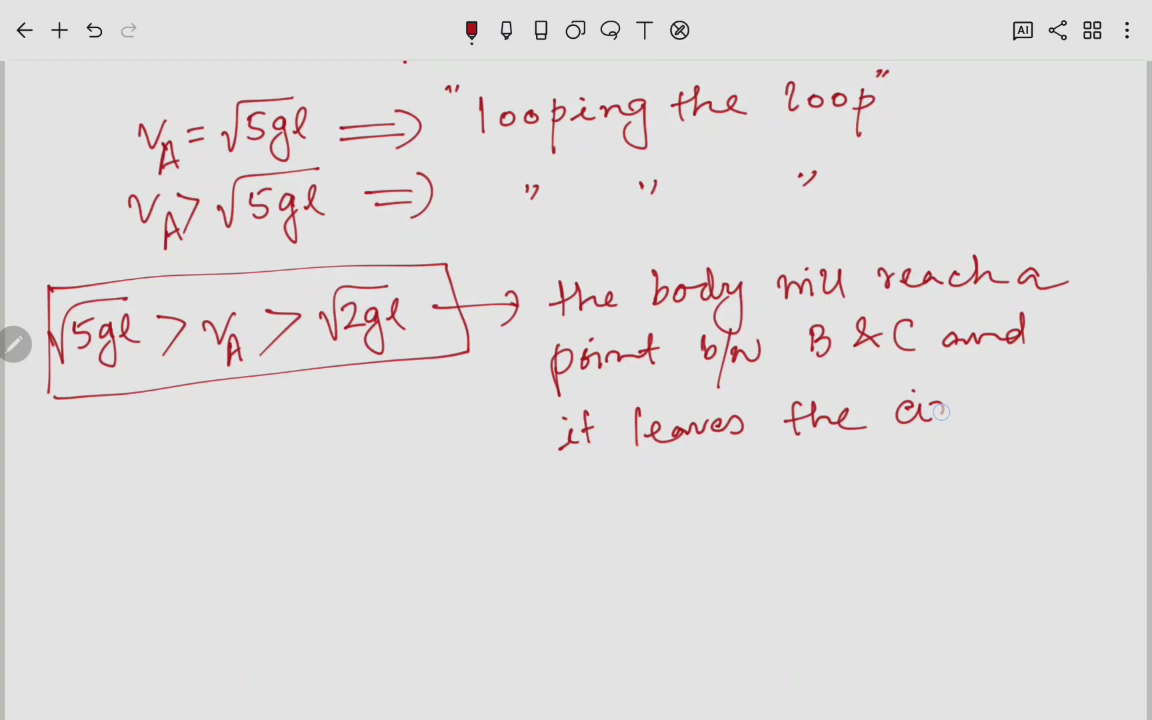 v_A = √5gl ⟹ "looping the loop"
v_A > √5gl ⟹ " " "
√5gl > v_A > √2gl → the body will reach a
point b/w B & C and
it leaves the cir